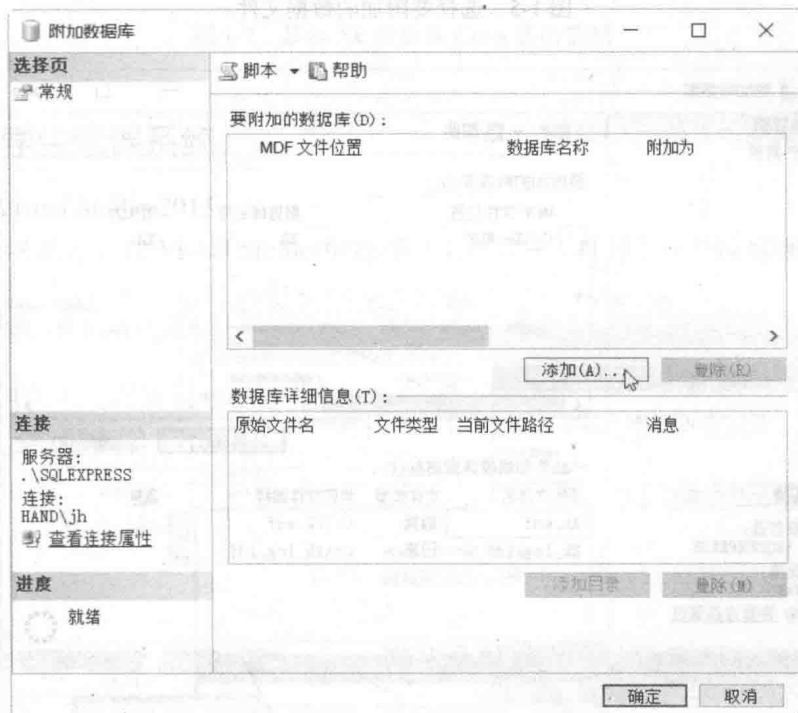 附加数据库
选择页
常规
脚本 帮助
要附加的数据库(D):
MDF 文件位置 数据库名称 附加为
添加(A)... 删除(R)
数据库详细信息(T):
原始文件名 文件类型 当前文件路径 消息
连接
服务器:
.\SQLEXPRESS
连接:
HAND\jh
查看连接属性
添加目录 删除(M)
进度
就绪
确定 取消